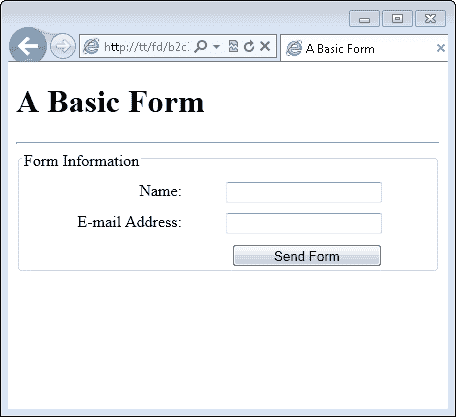 http://tt/fd/b2c
A Basic Form
A Basic Form
Form Information
Name:
E-mail Address:
Send Form